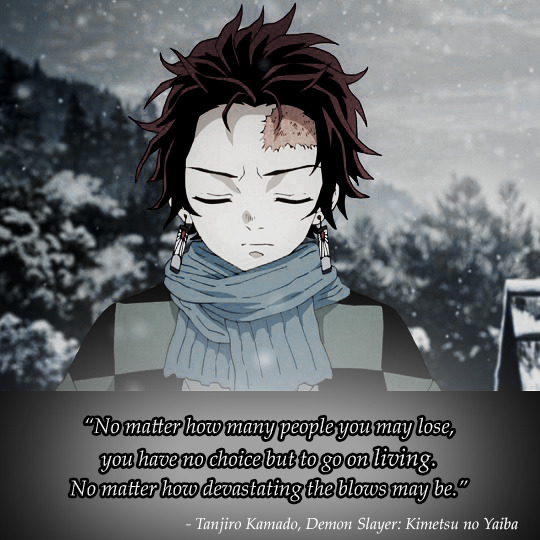 “No matter how many people you may lose,
you have no choice but to go on living.
No matter how devastating the blows may be.”
- Tanjiro Kamado, Demon Slayer: Kimetsu no Yaiba